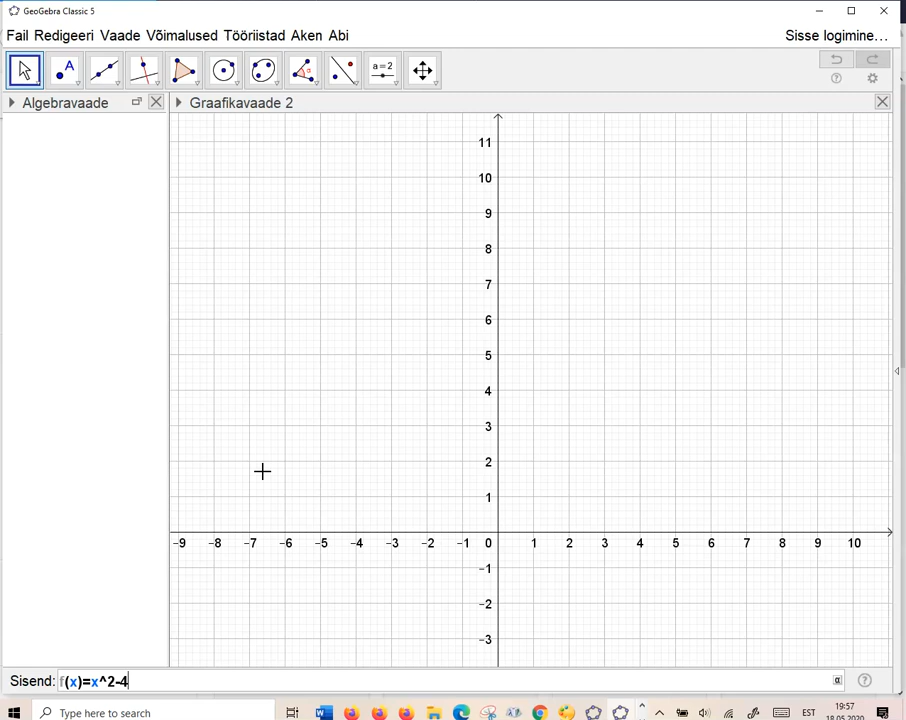 GeoGebra Classic 5
Fail Redigeeri Vaade Võimalused Tööriistad Aken Abi Sisse logimine...
A a=2
Algebravaade Graafikavaade 2
11
10
9
8
7
6
5
4
3
2
1
−9 −8 −7 −6 −5 −4 −3 −2 −1 0 1 2 3 4 5 6 7 8 9 10
−1
−2
−3
Sisend: f(x)=x^2-4 α
Type here to search EST 19:57
18.05.2020